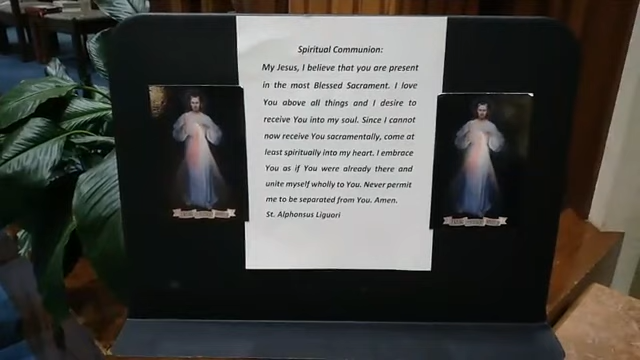 Spiritual Communion:
My Jesus, I believe that you are present
in the most Blessed Sacrament. I love
You above all things and I desire to
receive You into my soul. Since I cannot
now receive You sacramentally, come at
least spiritually into my heart. I embrace
You as if You were already there and
unite myself wholly to You. Never permit
me to be separated from You. Amen.
St. Alphonsus Liguori